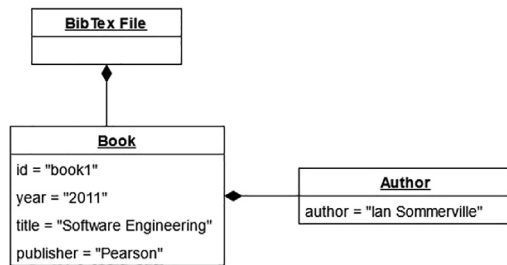 BibTex File
Book
id = "book1"
year = "2011"
title = "Software Engineering"
publisher = "Pearson"
Author
author = "Ian Sommerville"